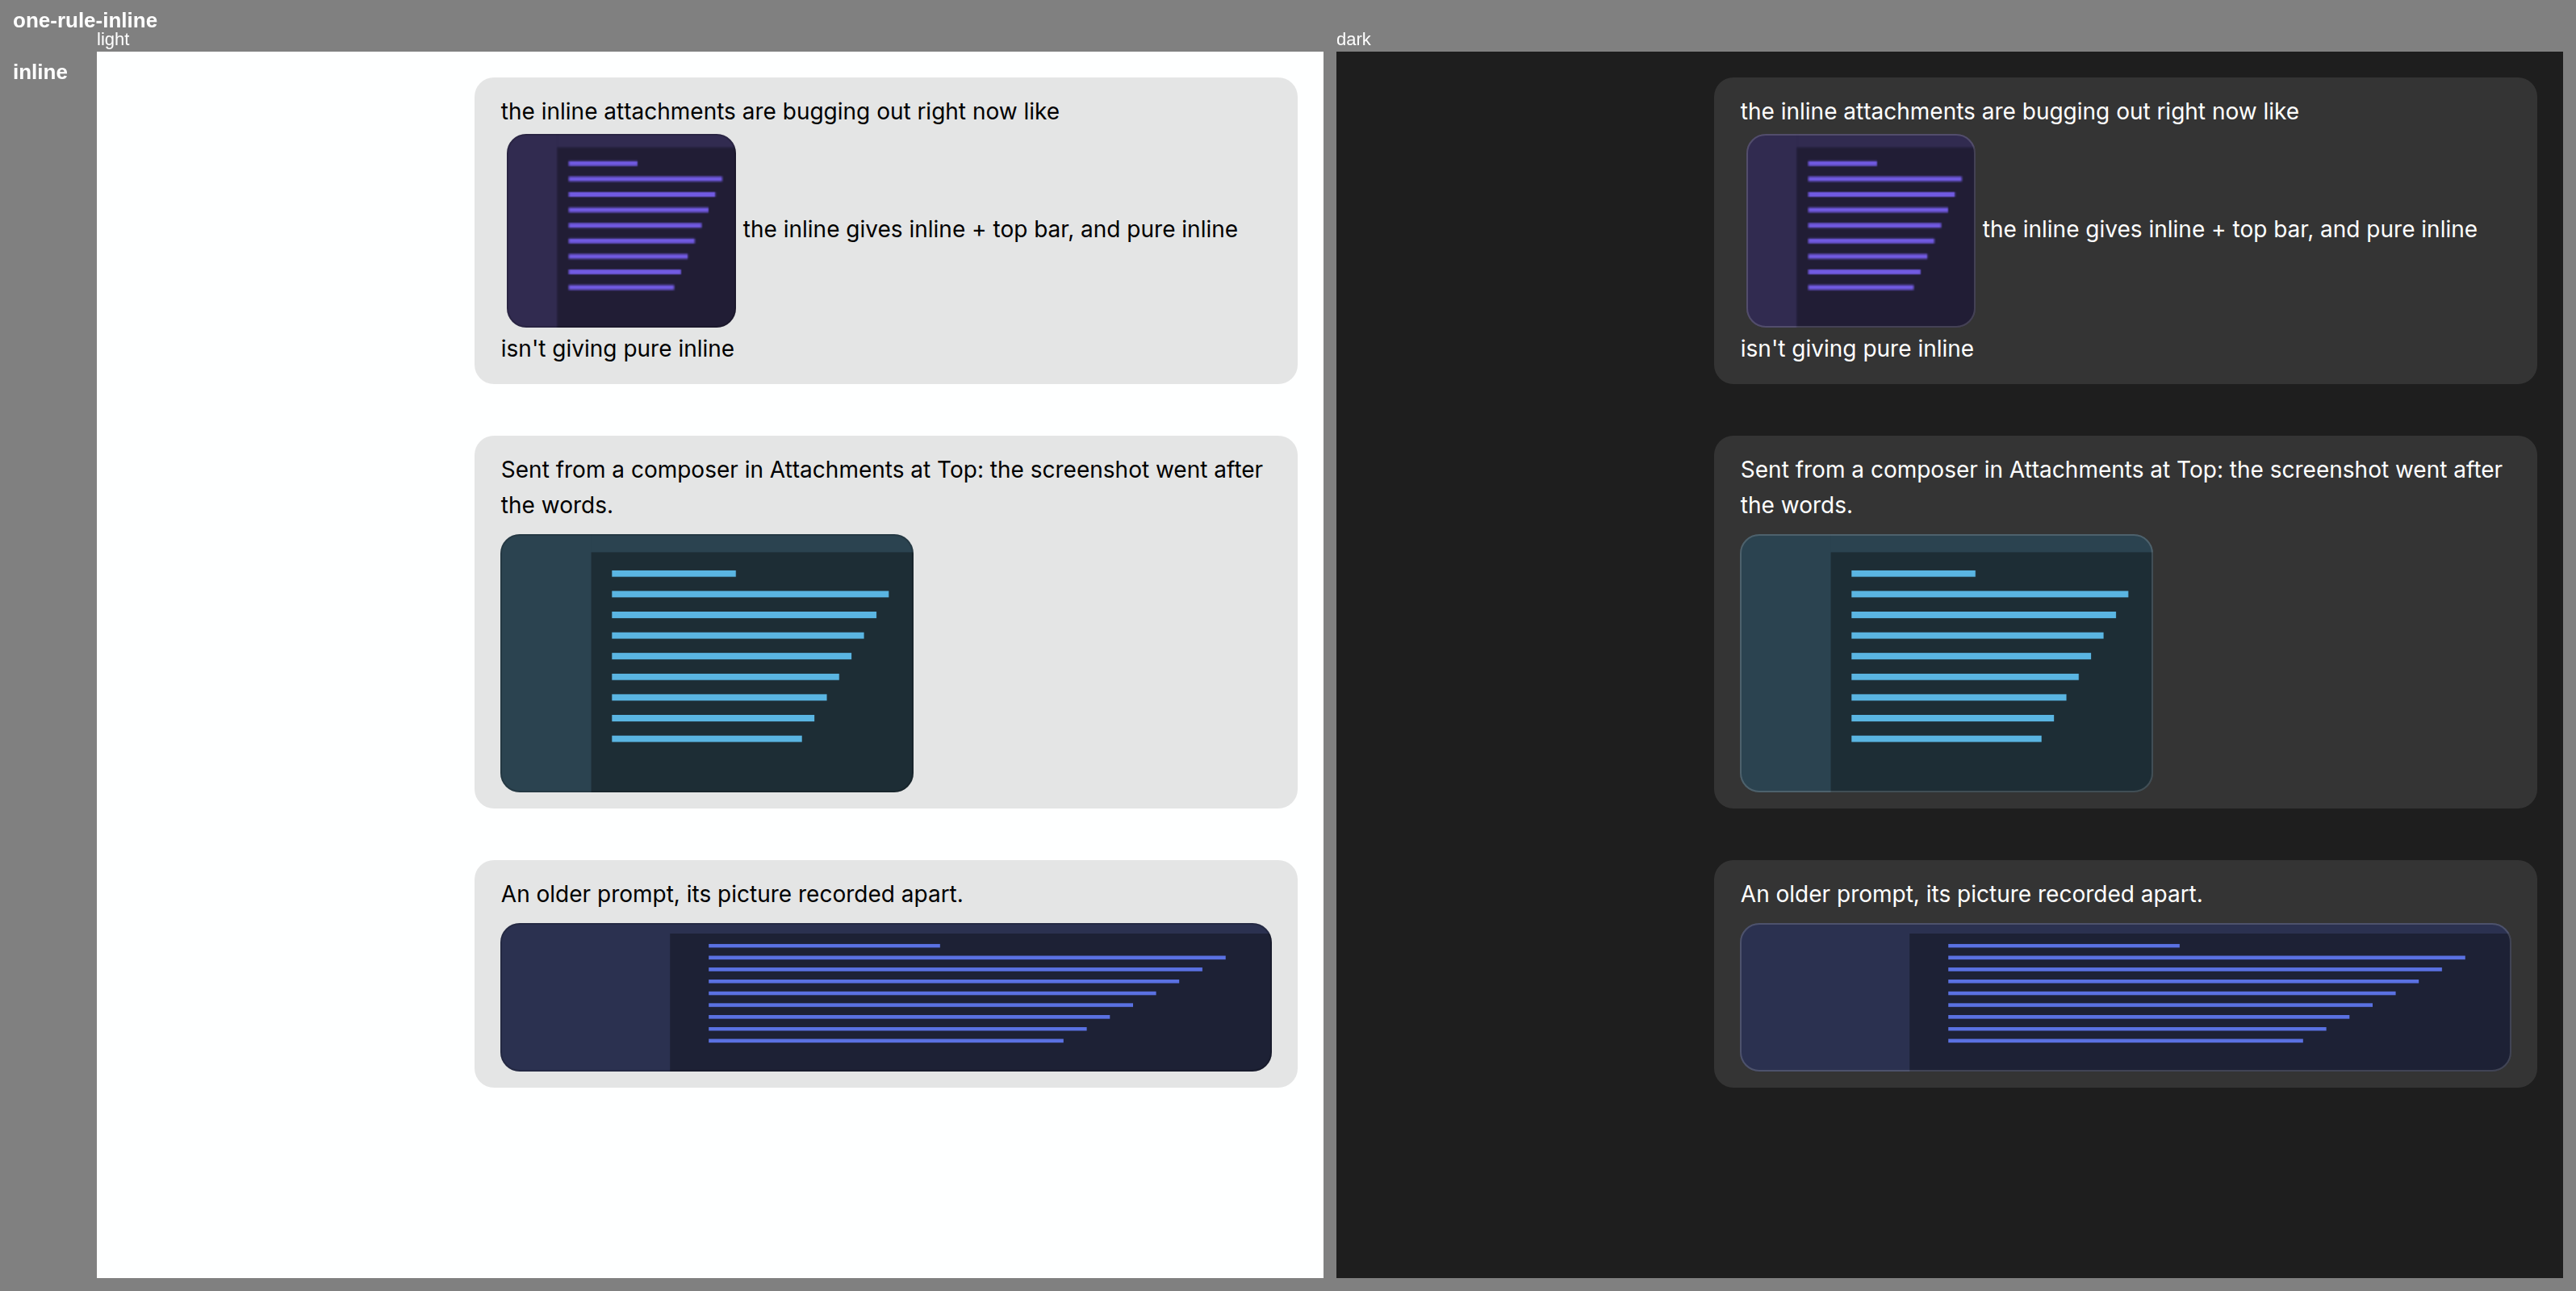 one-rule-inline
light
dark
inline
the inline attachments are bugging out right now like
the inline gives inline + top bar, and pure inline
isn't giving pure inline
Sent from a composer in Attachments at Top: the screenshot went after
the words.
An older prompt, its picture recorded apart.
the inline attachments are bugging out right now like
the inline gives inline + top bar, and pure inline
isn't giving pure inline
Sent from a composer in Attachments at Top: the screenshot went after
the words.
An older prompt, its picture recorded apart.